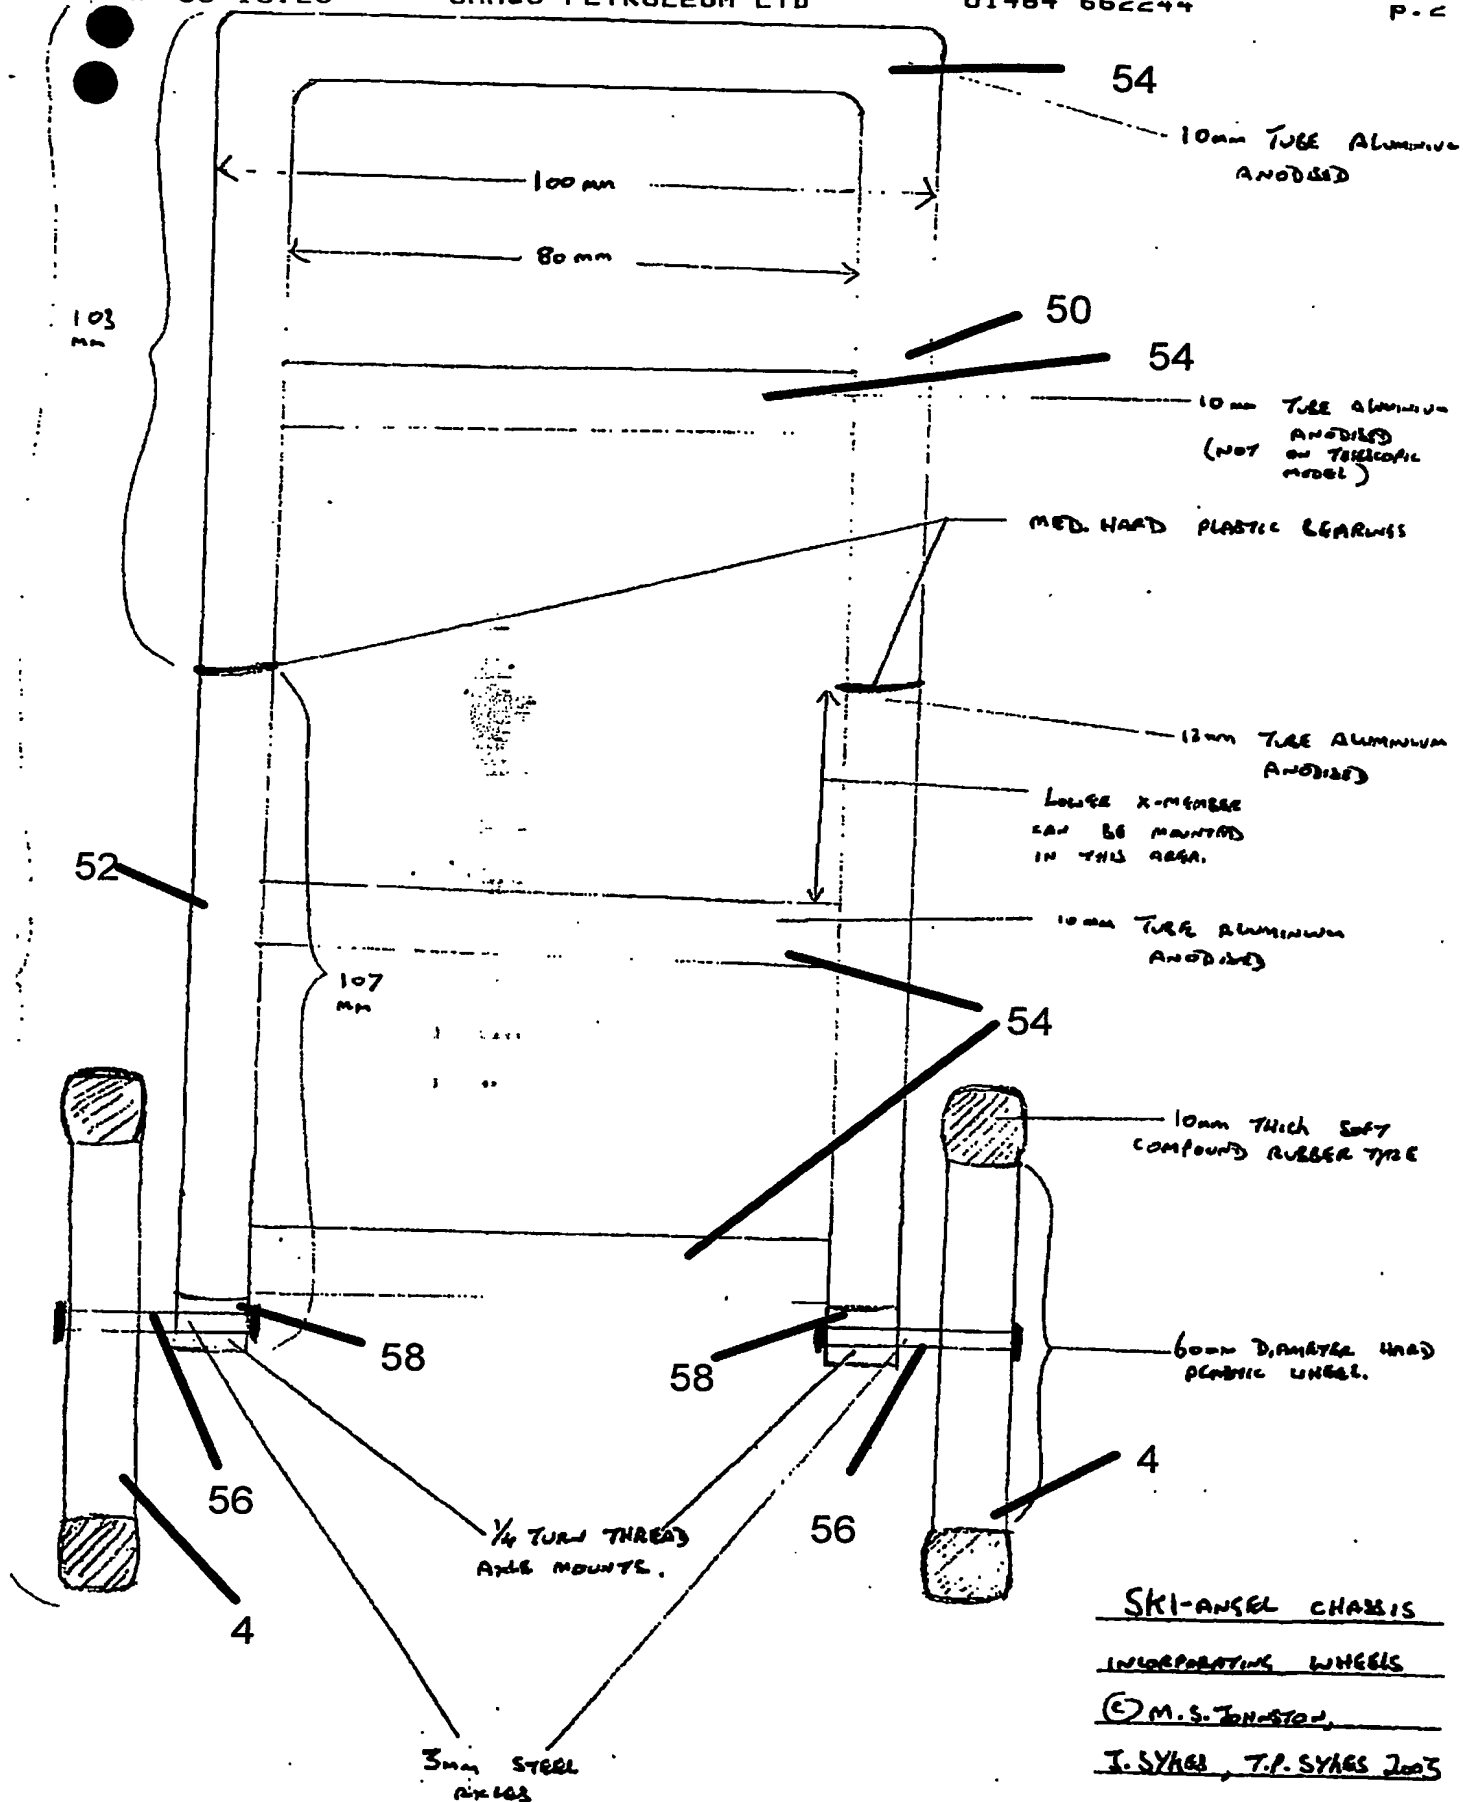 PETROLEUM LTD
P.2
54
10mm TUBE ALUMINIUM
ANODISED
100 mm
80 mm
103
mm
50
54
10mm TUBE ALUMINIUM
ANODISED
(NOT ON TELESCOPIC
MODEL)
MED. HARD PLASTIC BEARINGS
12mm TUBE ALUMINIUM
ANODISED
LOWER X-MEMBER
CAN BE MOUNTED
IN THIS AREA.
52
10mm TUBE ALUMINIUM
ANODISED
107
mm
54
10mm THICK SOFT
COMPOUND RUBBER TYRE
58
58
60mm DIAMETER HARD
PLASTIC WHEEL.
56
56
4
1/4 TURN THREAD
AXLE MOUNTS.
4
SKI-ANGEL CHASSIS
INCORPORATING WHEELS
© M.S. JOHNSTON,
J. SYKES, T.P. SYKES 2003
3mm STEEL
AXLES